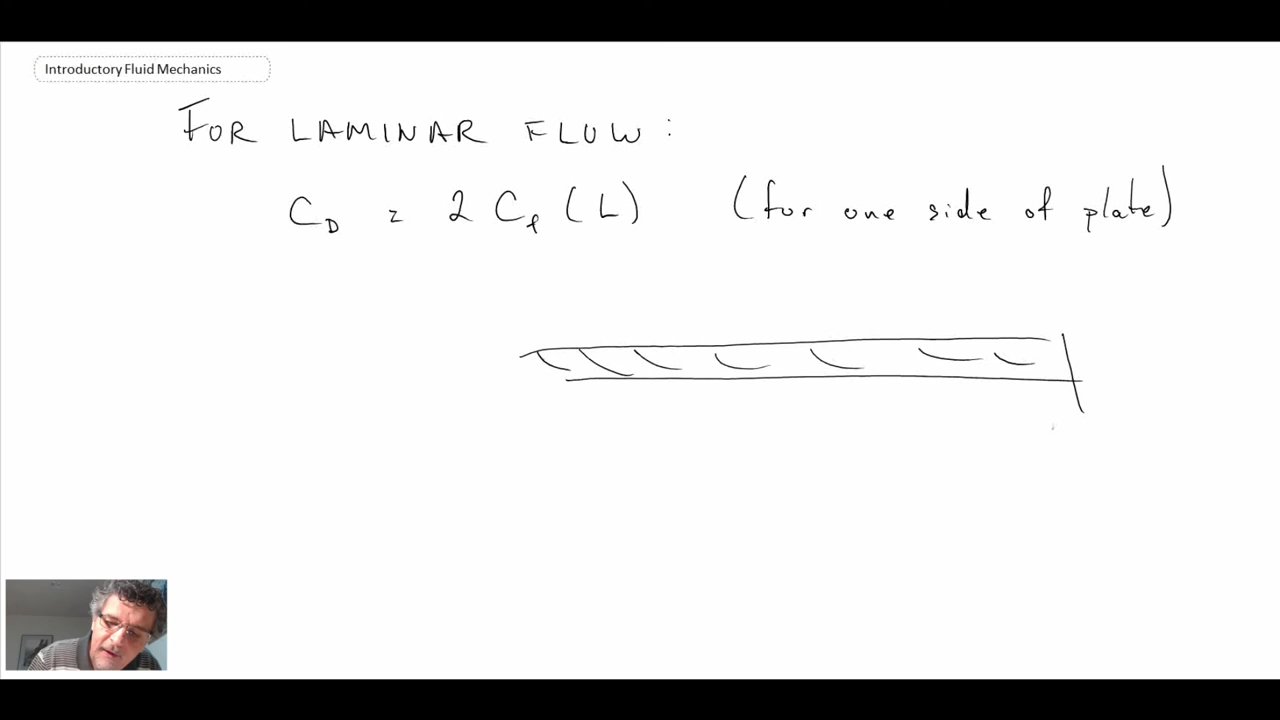 Introductory Fluid Mechanics
FOR LAMINAR FLOW:
C_D = 2 C_f (L) (for one side of plate)